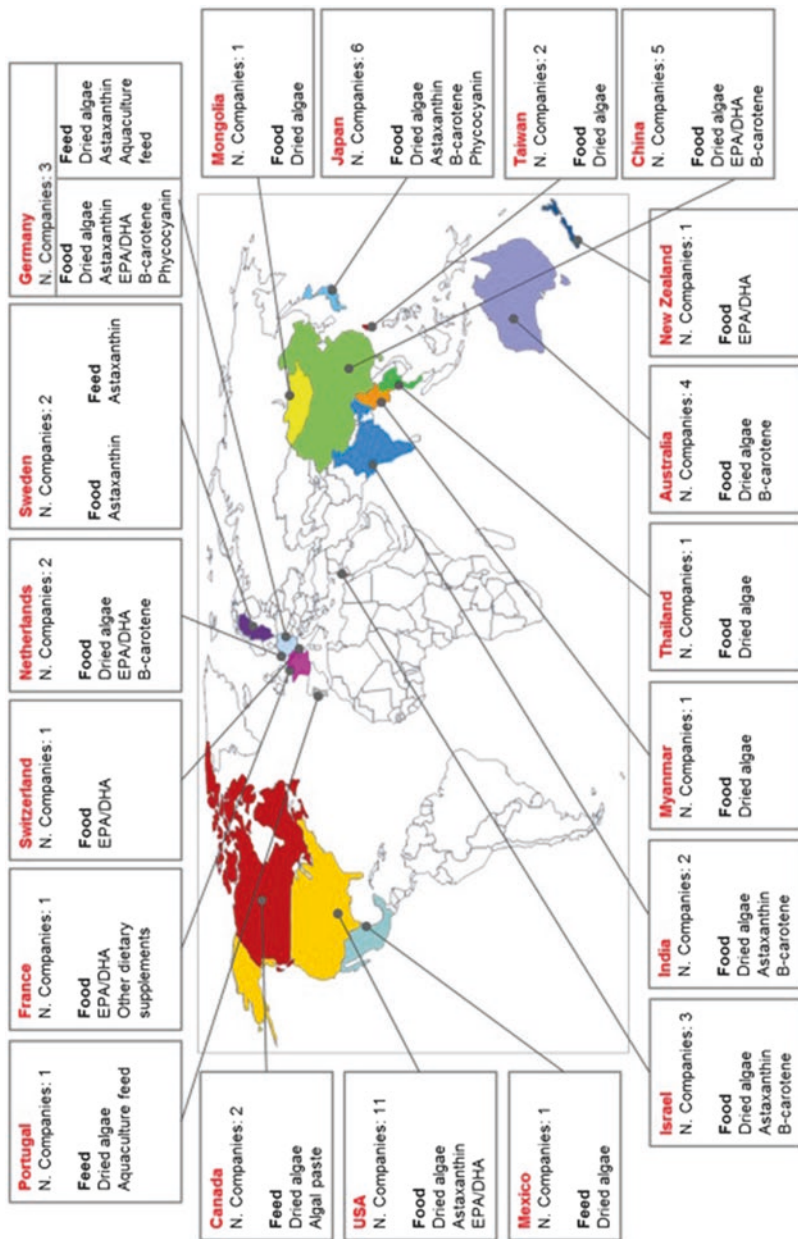 Portugal
N. Companies: 1
Feed
Dried algae
Aquaculture feed
France
N. Companies: 1
Food
EPA/DHA
Other dietary
supplements
Switzerland
N. Companies: 1
Food
EPA/DHA
Netherlands
N. Companies: 2
Food
Dried algae
EPA/DHA
B-carotene
Sweden
N. Companies: 2
Food
Astaxanthin
Feed
Astaxanthin
Germany
N. Companies: 3
Food
Dried algae
Astaxanthin
EPA/DHA
B-carotene
Phycocyanin
Feed
Dried algae
Astaxanthin
Aquaculture
feed
Canada
N. Companies: 2
Feed
Dried algae
Algal paste
USA
N. Companies: 11
Food
Dried algae
Astaxanthin
EPA/DHA
Mexico
N. Companies: 1
Feed
Dried algae
Mongolia
N. Companies: 1
Food
Dried algae
Japan
N. Companies: 6
Food
Dried algae
Astaxanthin
B-carotene
Phycocyanin
Taiwan
N. Companies: 2
Food
Dried algae
China
N. Companies: 5
Food
Dried algae
EPA/DHA
B-carotene
Israel
N. Companies: 3
Food
Dried algae
Astaxanthin
B-carotene
India
N. Companies: 2
Food
Dried algae
Astaxanthin
B-carotene
Myanmar
N. Companies: 1
Food
Dried algae
Thailand
N. Companies: 1
Food
Dried algae
Australia
N. Companies: 4
Food
Dried algae
B-carotene
New Zealand
N. Companies: 1
Food
EPA/DHA